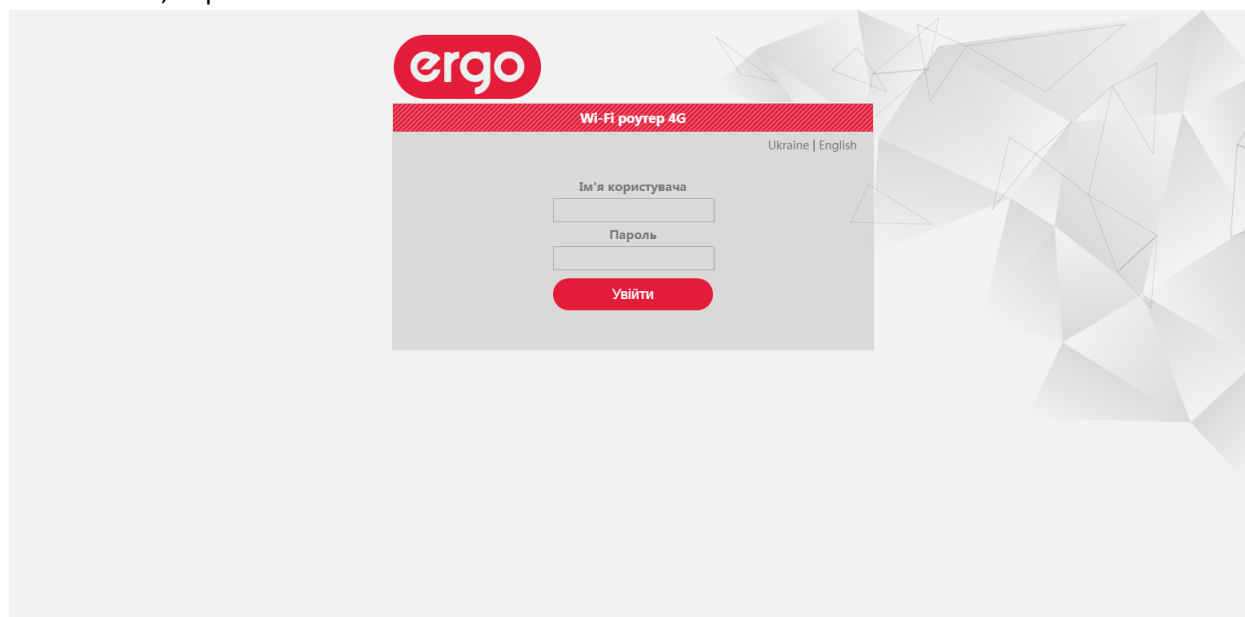 ergo
Wi-Fi роутер 4G
Ukraine | English
Ім'я користувача
Пароль
Увійти